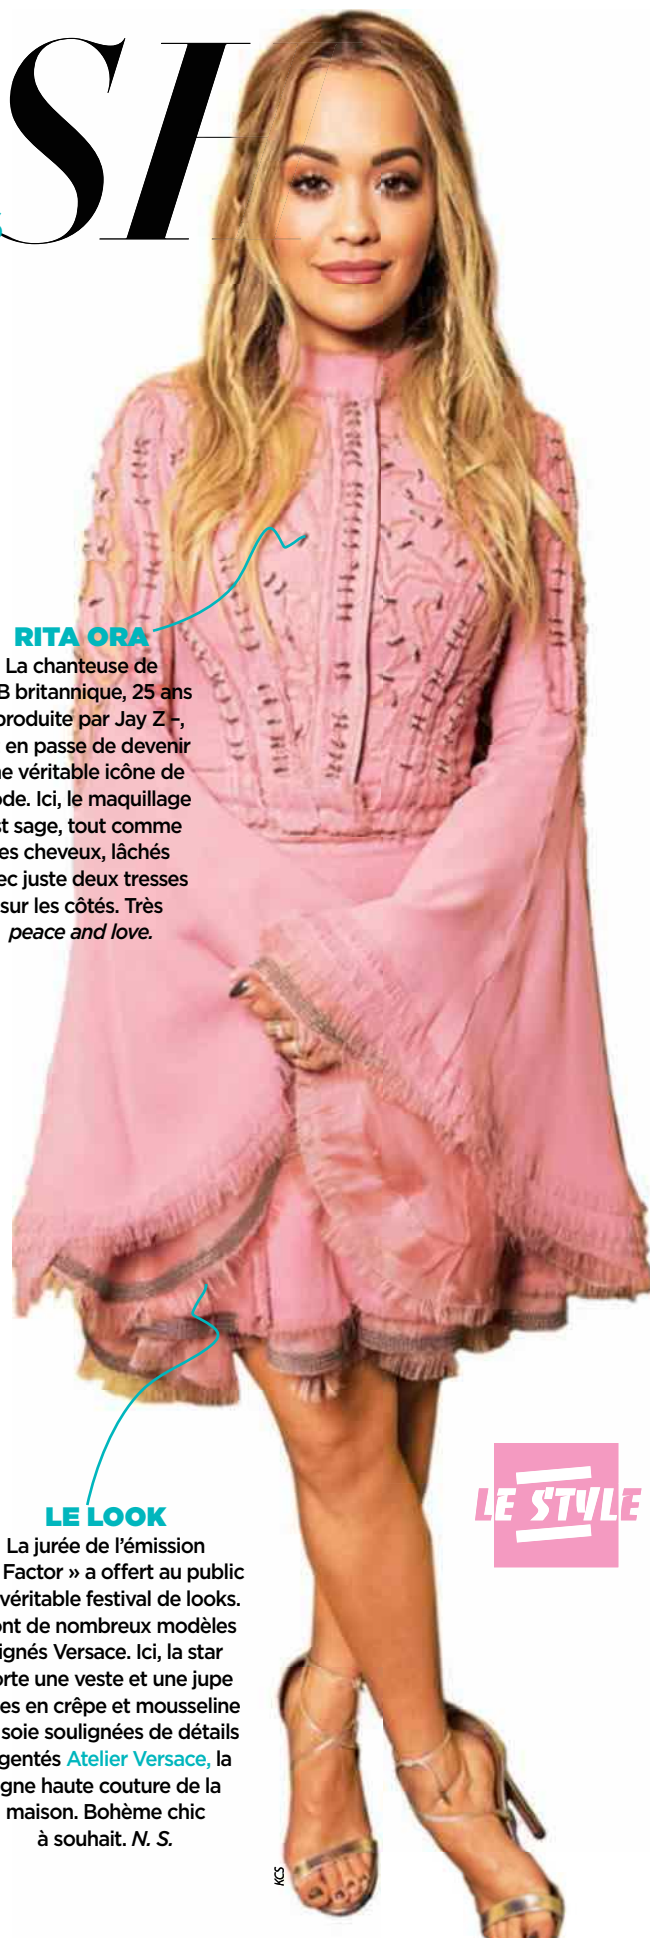 SH
RITA ORA
La chanteuse de
B britannique, 25 ans
produite par Jay Z –,
en passe de devenir
e véritable icône de
de. Ici, le maquillage
t sage, tout comme
es cheveux, lâchés
ec juste deux tresses
sur les côtés. Très
peace and love.
LE STYLE
LE LOOK
La jurée de l’émission
Factor » a offert au public
véritable festival de looks.
nt de nombreux modèles
ignés Versace. Ici, la star
orte une veste et une jupe
es en crêpe et mousseline
soie soulignées de détails
gentés Atelier Versace, la
gne haute couture de la
maison. Bohème chic
à souhait. N. S.
KCS